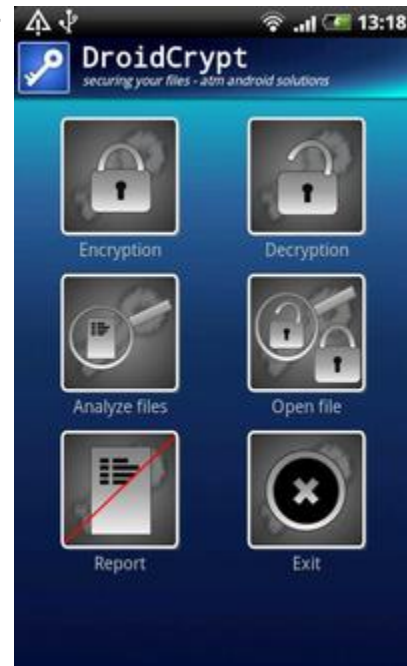 13:18
DroidCrypt
securing your files - atm android solutions
Encryption
Decryption
Analyze files
Open file
Report
Exit